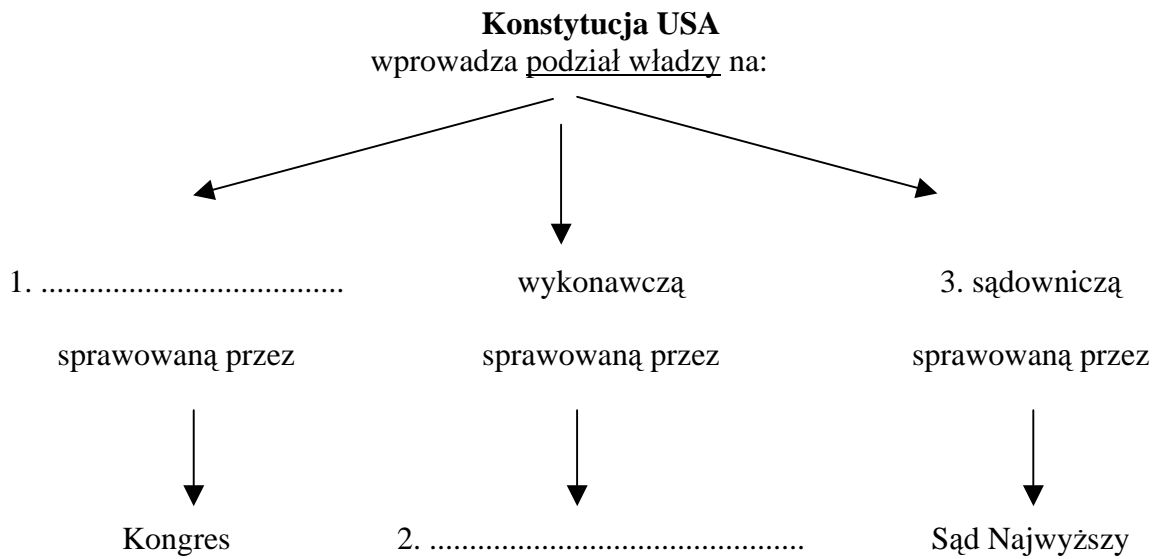 Konstytucja USA
wprowadza podział władzy na:
1. ...................................... wykonawczą 3. sądowniczą
sprawowaną przez sprawowaną przez sprawowaną przez
Kongres 2. ............................................... Sąd Najwyższy